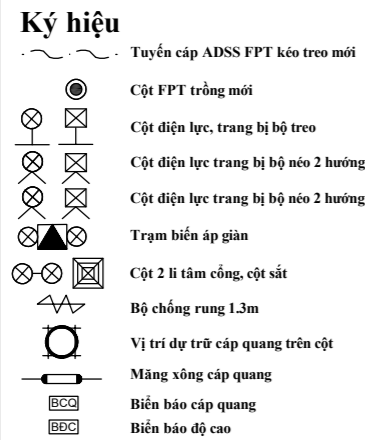 Ký hiệu
Tuyến cáp ADSS FPT kéo treo mới
Cột FPT trồng mới
Cột điện lực, trang bị bộ treo
Cột điện lực trang bị bộ néo 2 hướng
Cột điện lực trang bị bộ néo 2 hướng
Trạm biến áp giàn
Cột 2 li tâm cổng, cột sắt
Bộ chống rung 1.3m
Vị trí dự trữ cáp quang trên cột
Măng xông cáp quang
BCQ Biển báo cáp quang
BĐC Biển báo độ cao